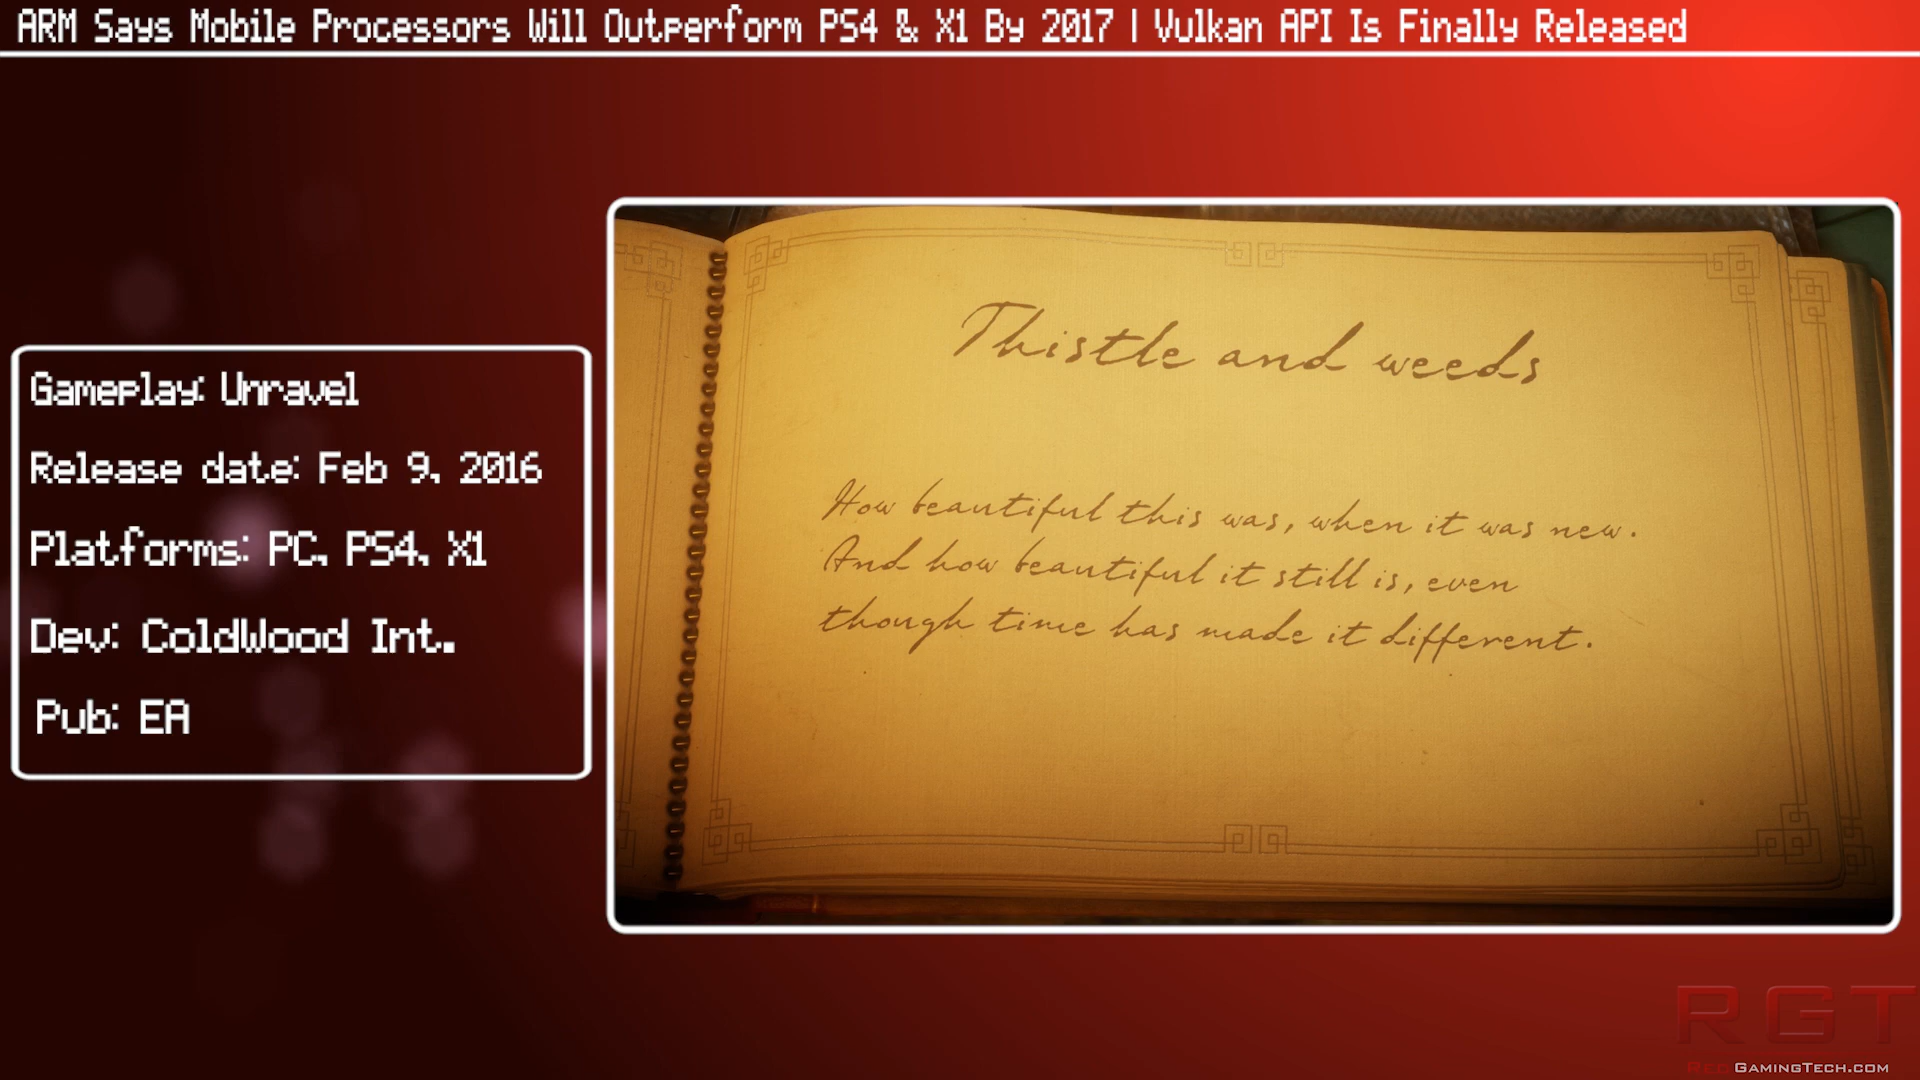 ARM Says Mobile Processors Will Outperform PS4 & X1 By 2017 | Vulkan API Is Finally Released
Gameplay: Unravel
Release date: Feb 9, 2016
Platforms: PC, PS4, X1
Dev: ColdWood Int.
Pub: EA
Thistle and weeds
How beautiful this was, when it was new.
And how beautiful it still is, even
though time has made it different.
RGT
RedGamingTech.com